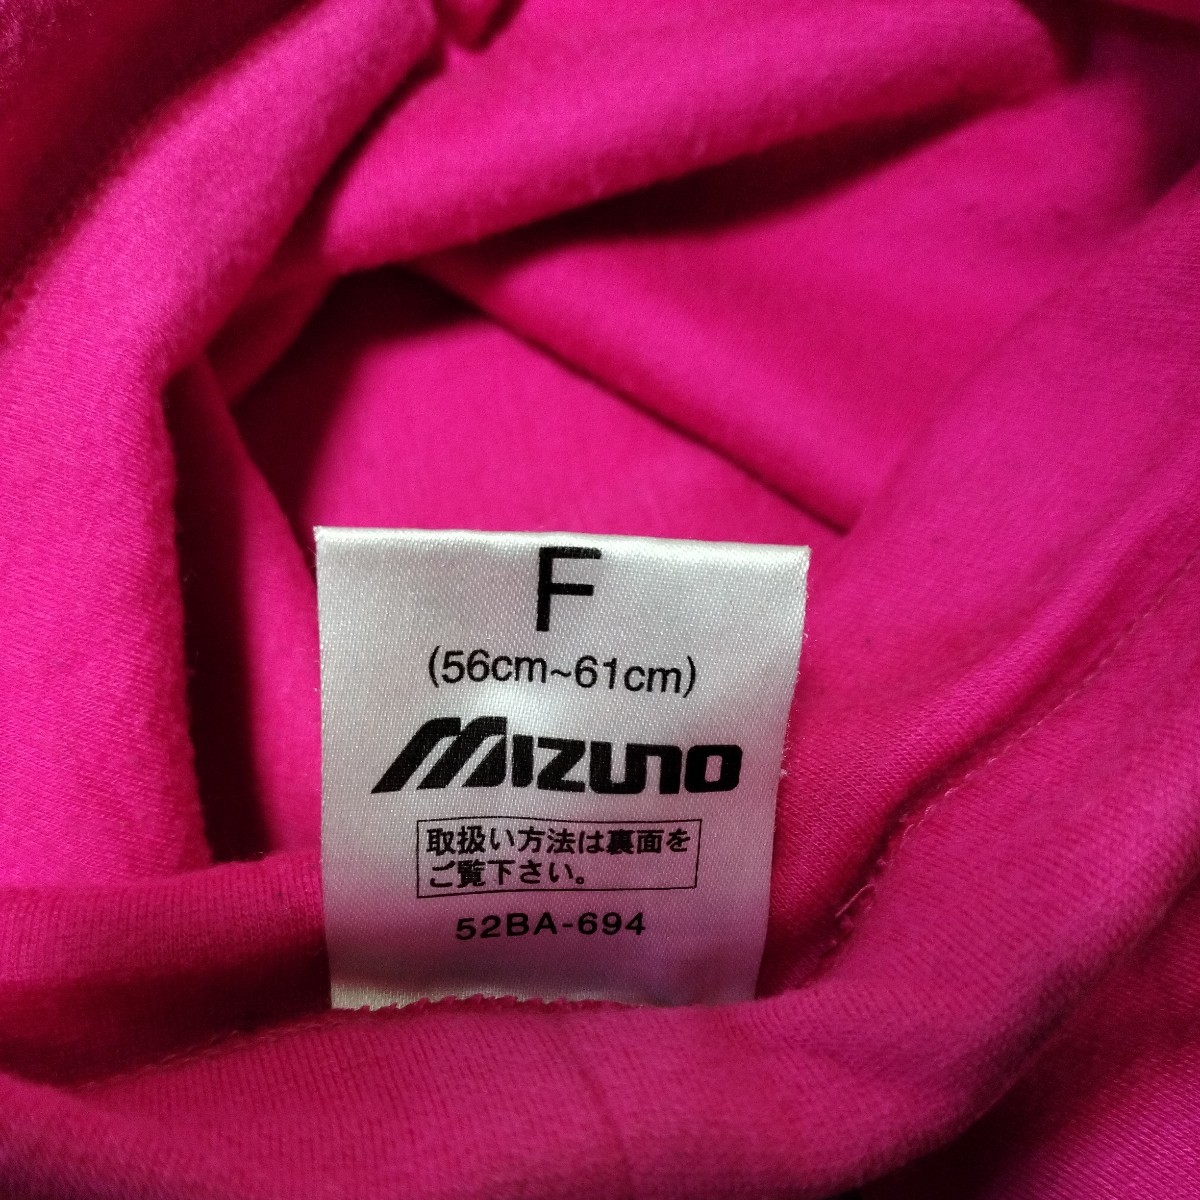 F
(56cm~61cm)
MIZUNO
取扱い方法は裏面を
ご覧下さい。
52BA-694